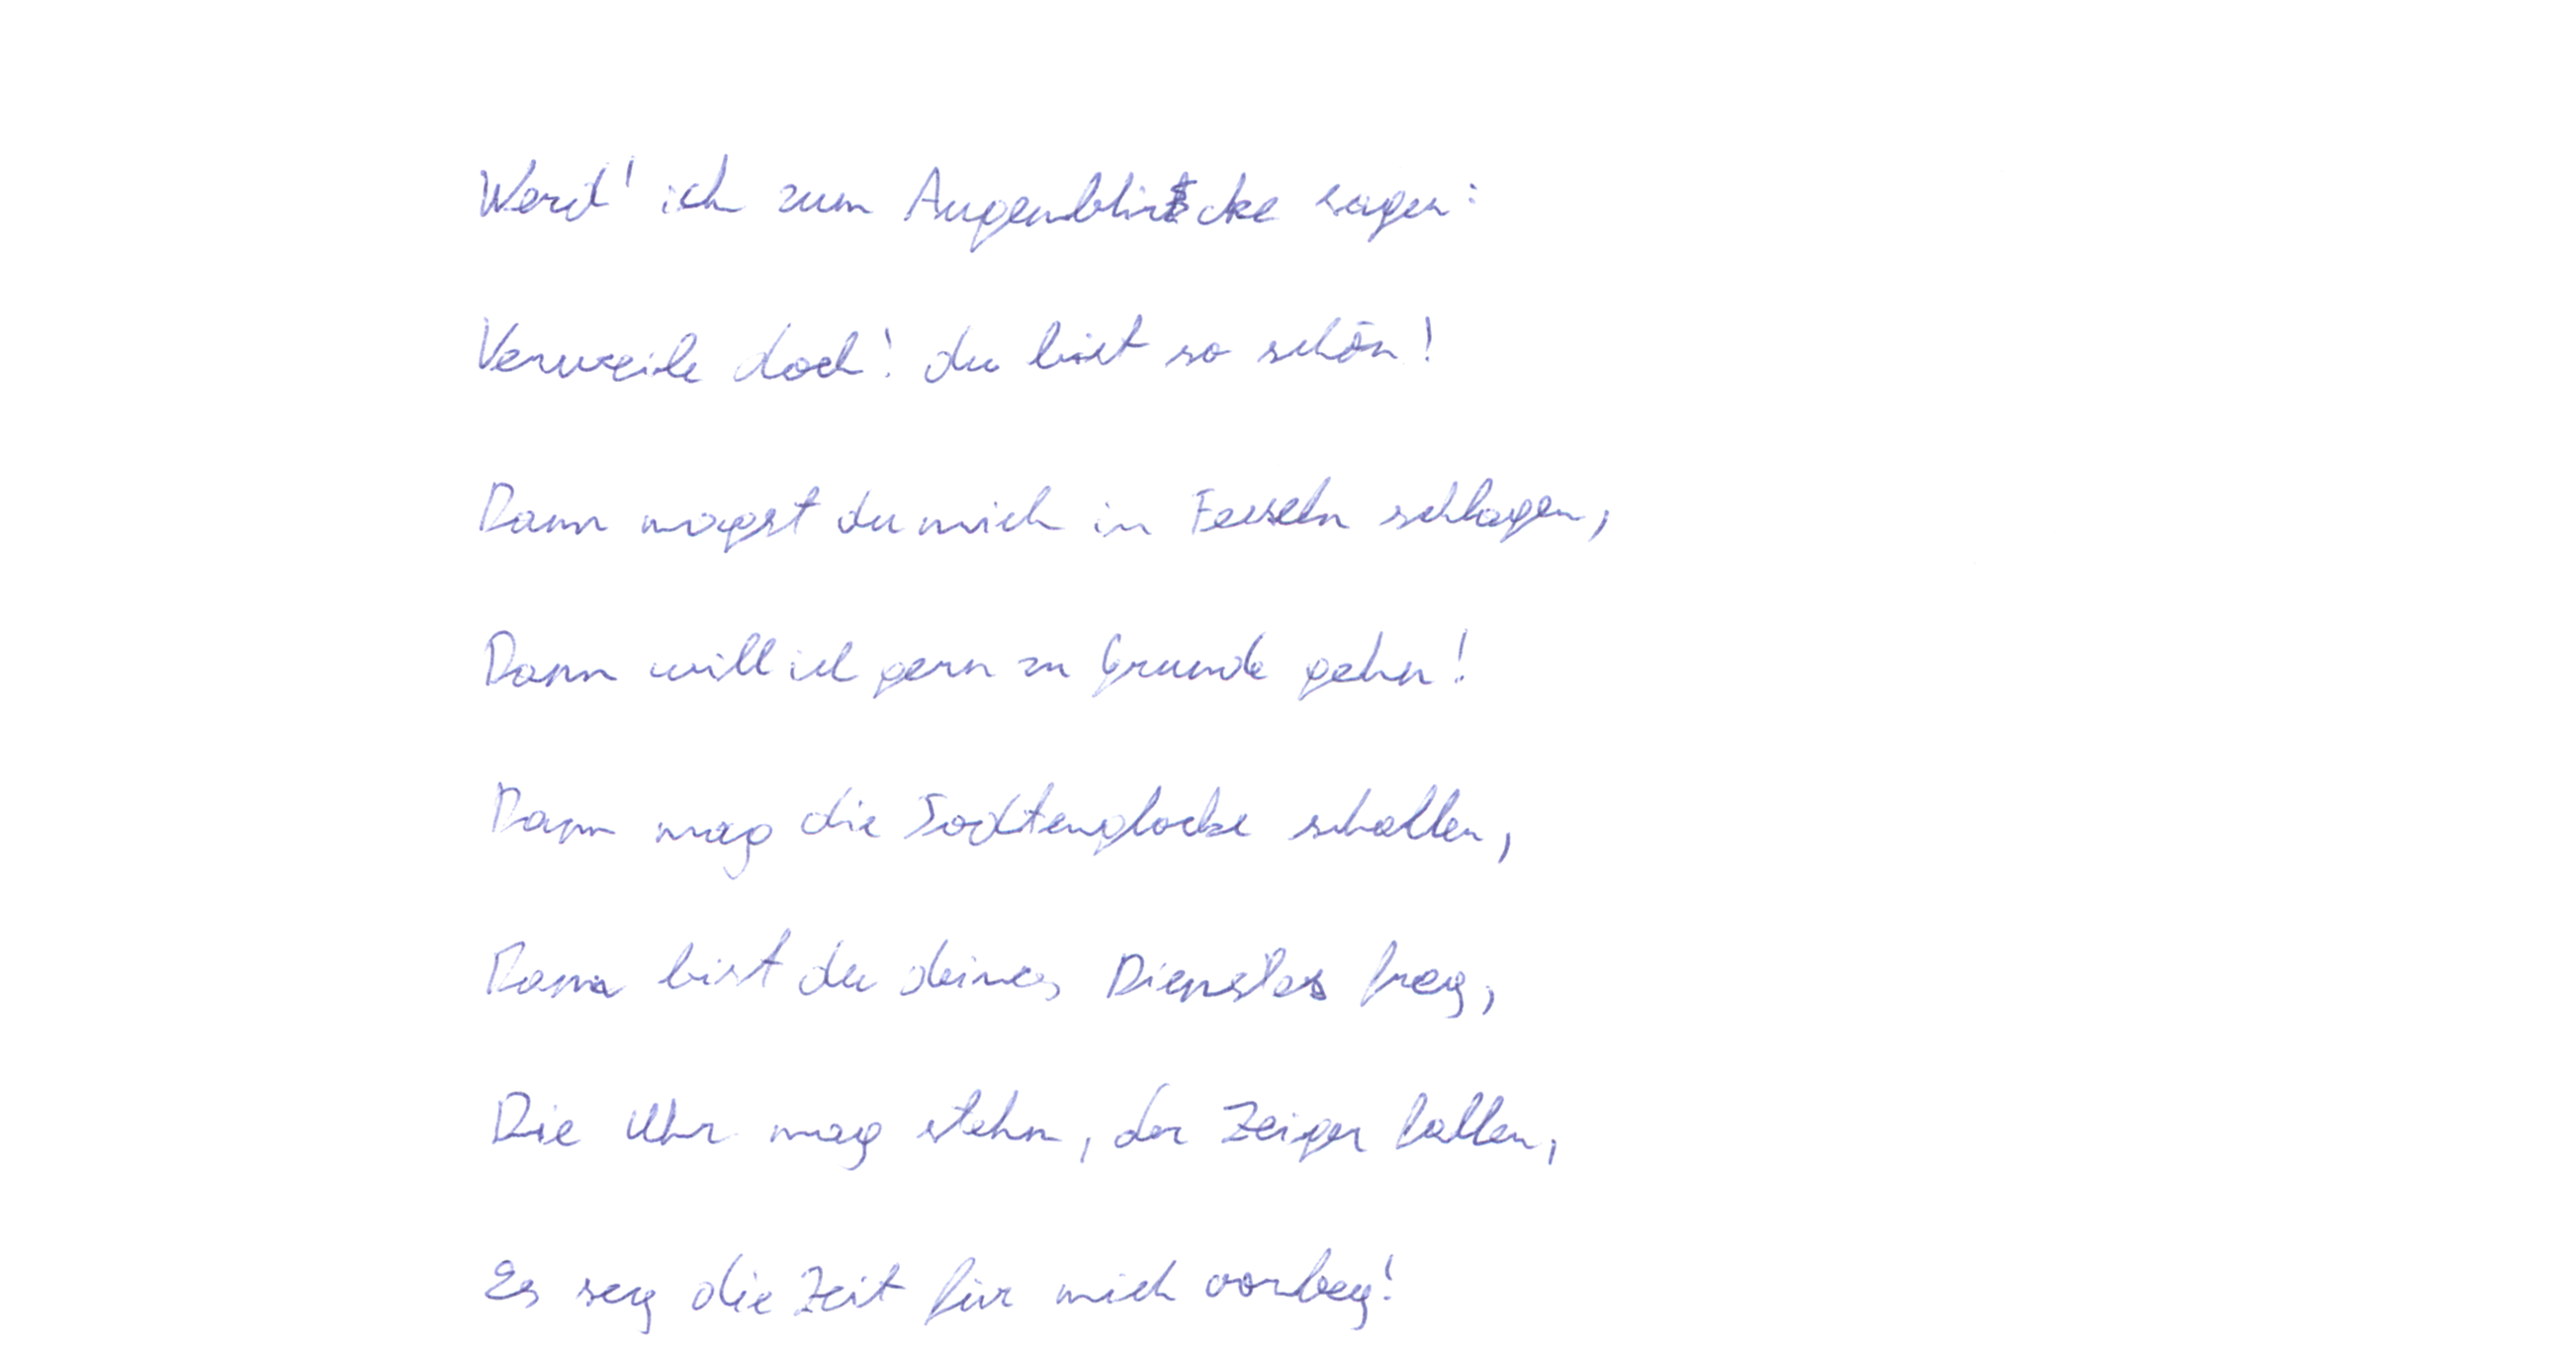 Werd' ich zum Augenblicke sagen:
Verweile doch! du bist so schön!
Dann magst du mich in Fesseln schlagen,
Dann will ich gern zu Grunde gehn!
Dann mag die Todtenglocke schallen,
Dann bist du deines Dienstes frey,
Die Uhr mag stehn, der Zeiger fallen,
Es sey die Zeit für mich vorbey!